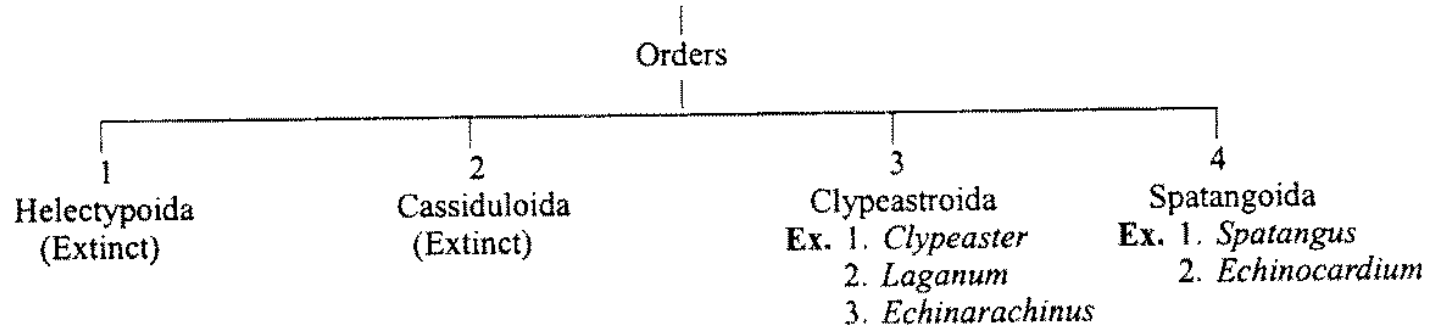 Orders
1
Helectypoida
(Extinct)
2
Cassiduloida
(Extinct)
3
Clypeastroida
Ex. 1. Clypeaster
2. Laganum
3. Echinarachinus
4
Spatangoida
Ex. 1. Spatangus
2. Echinocardium